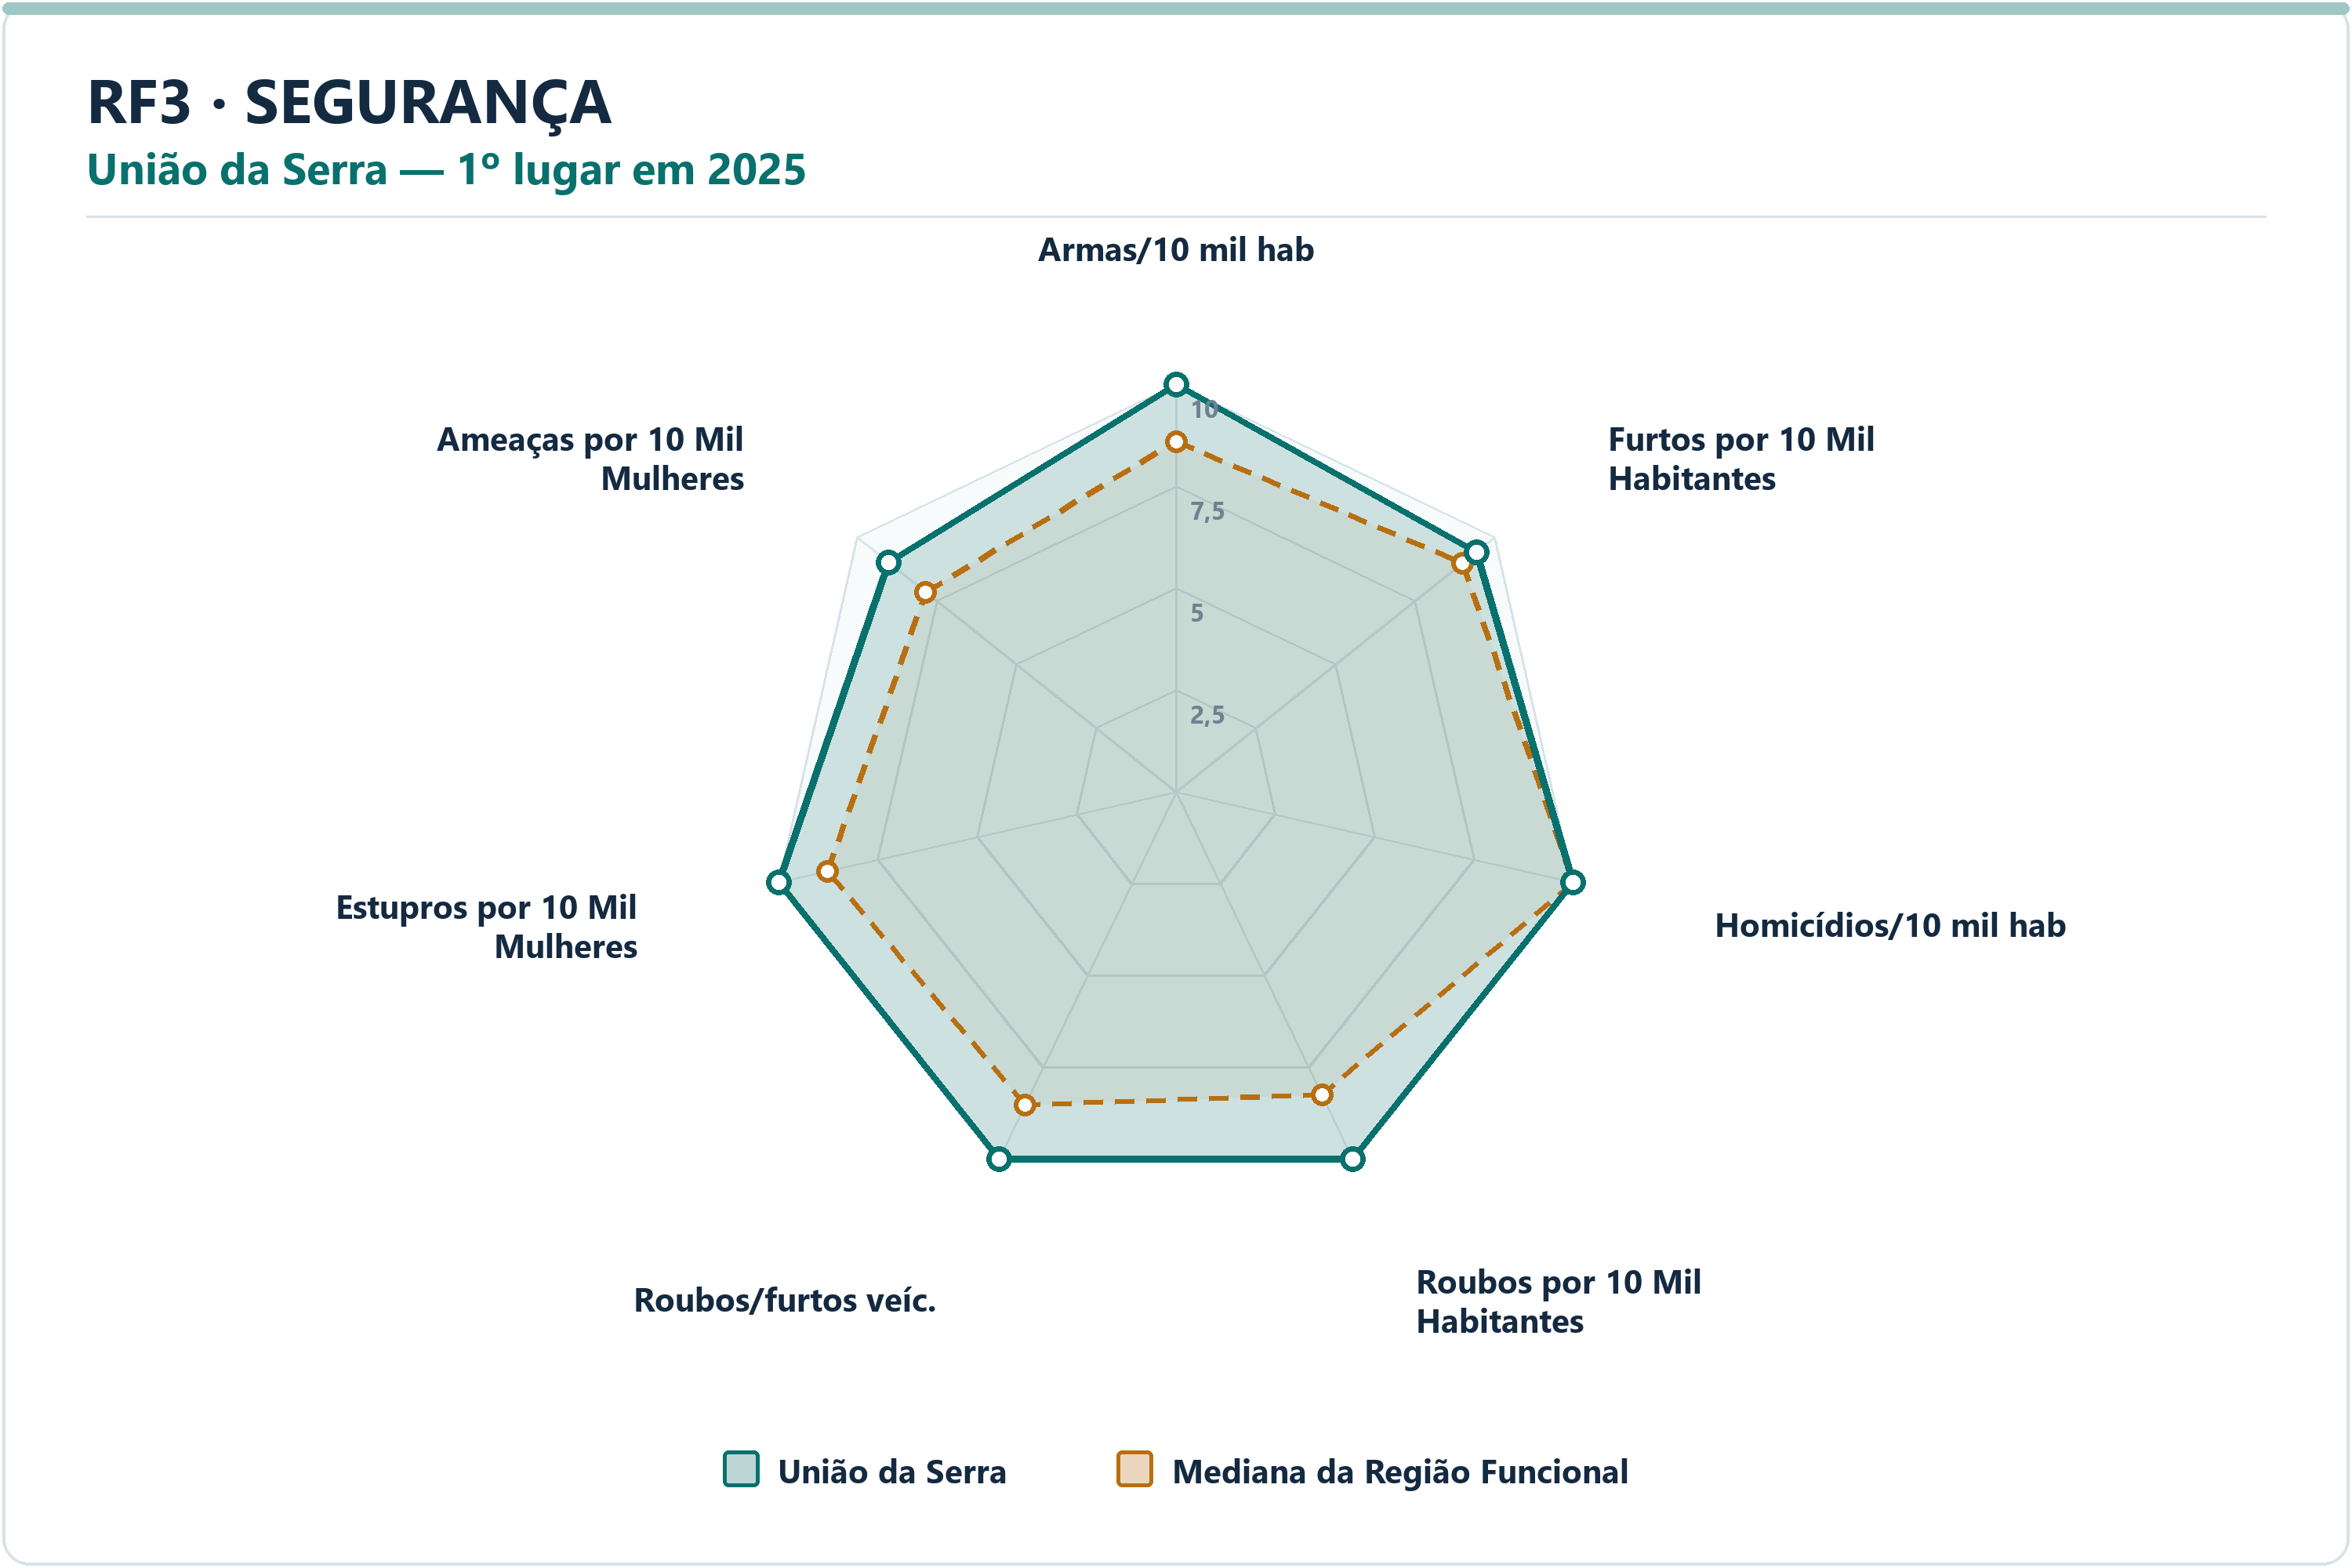 RF3 · SEGURANÇA
União da Serra — 1º lugar em 2025
Armas/10 mil hab
Ameaças por 10 Mil
Mulheres
Furtos por 10 Mil
Habitantes
10
7,5
5
2,5
Estupros por 10 Mil
Mulheres
Homicídios/10 mil hab
Roubos/furtos veíc.
Roubos por 10 Mil
Habitantes
União da Serra
Mediana da Região Funcional